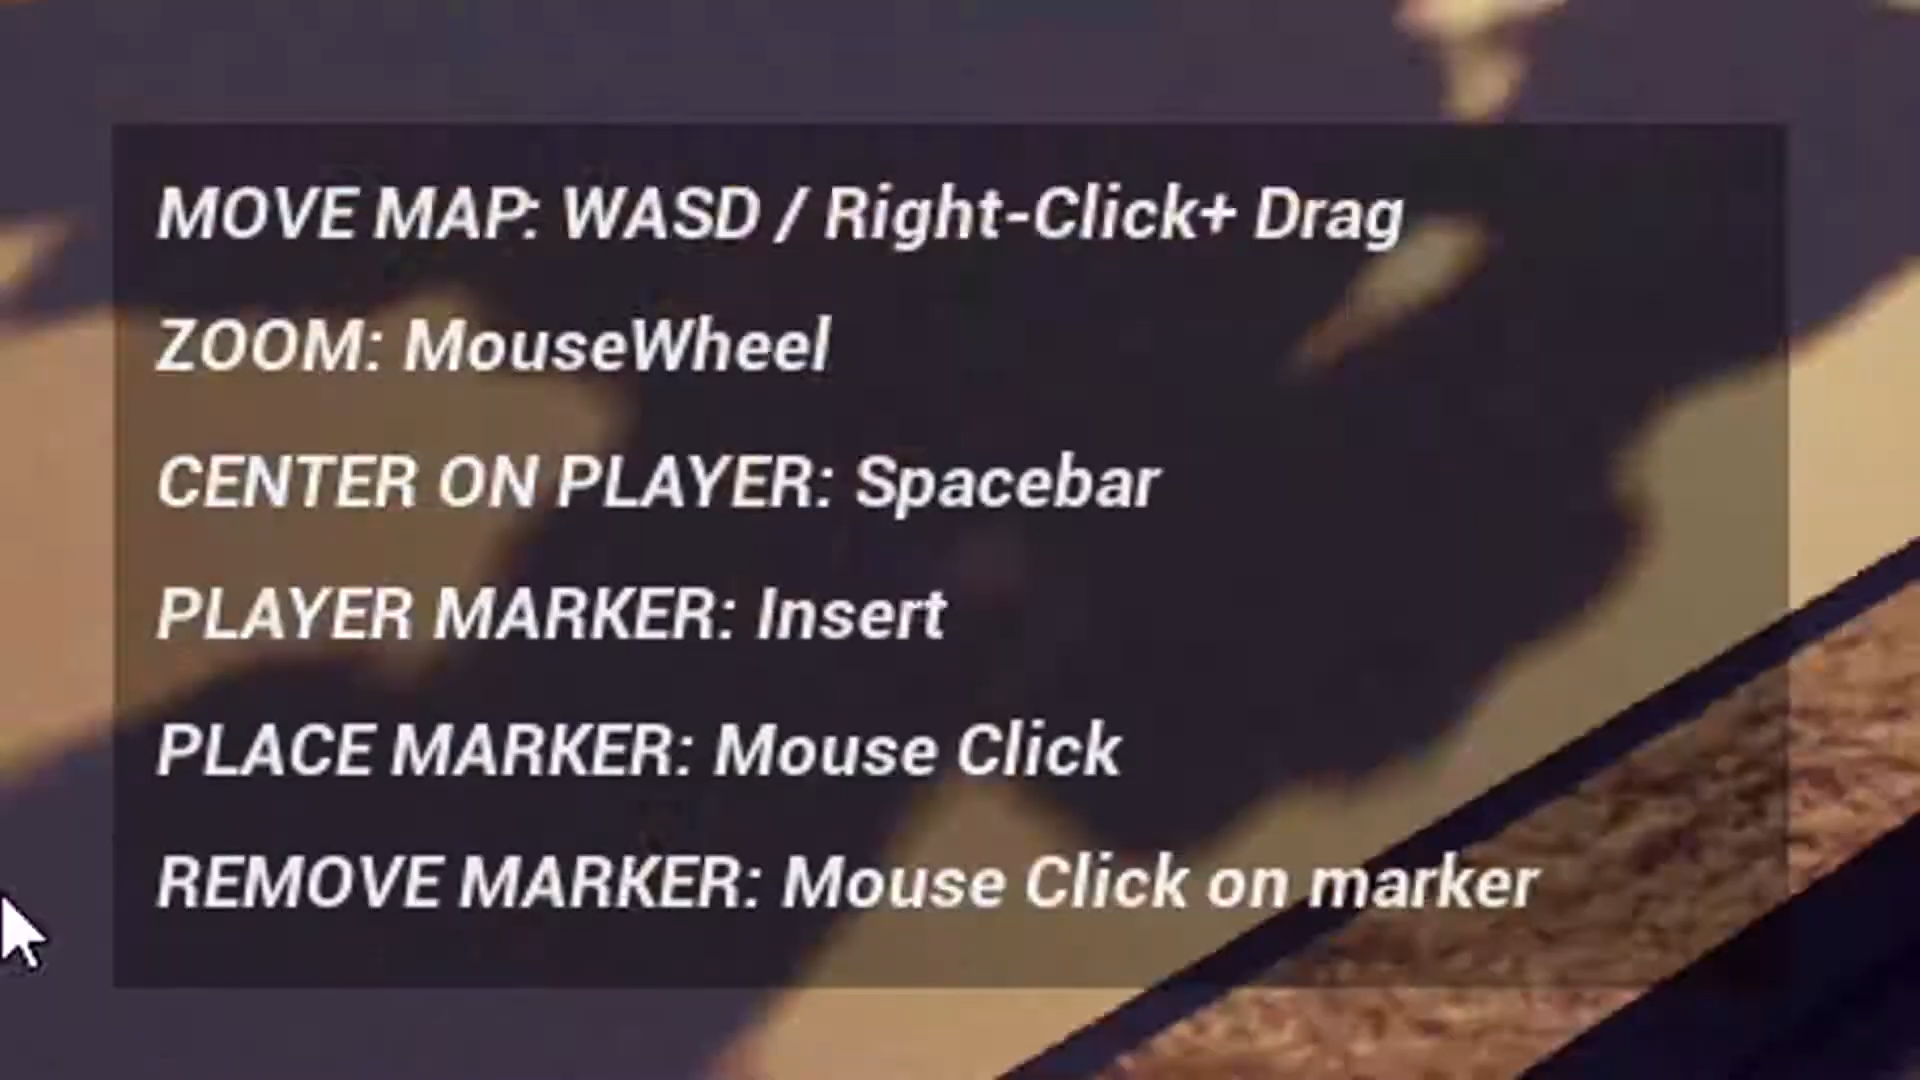 MOVE MAP: WASD / Right-Click+ Drag
ZOOM: MouseWheel
CENTER ON PLAYER: Spacebar
PLAYER MARKER: Insert
PLACE MARKER: Mouse Click
REMOVE MARKER: Mouse Click on marker